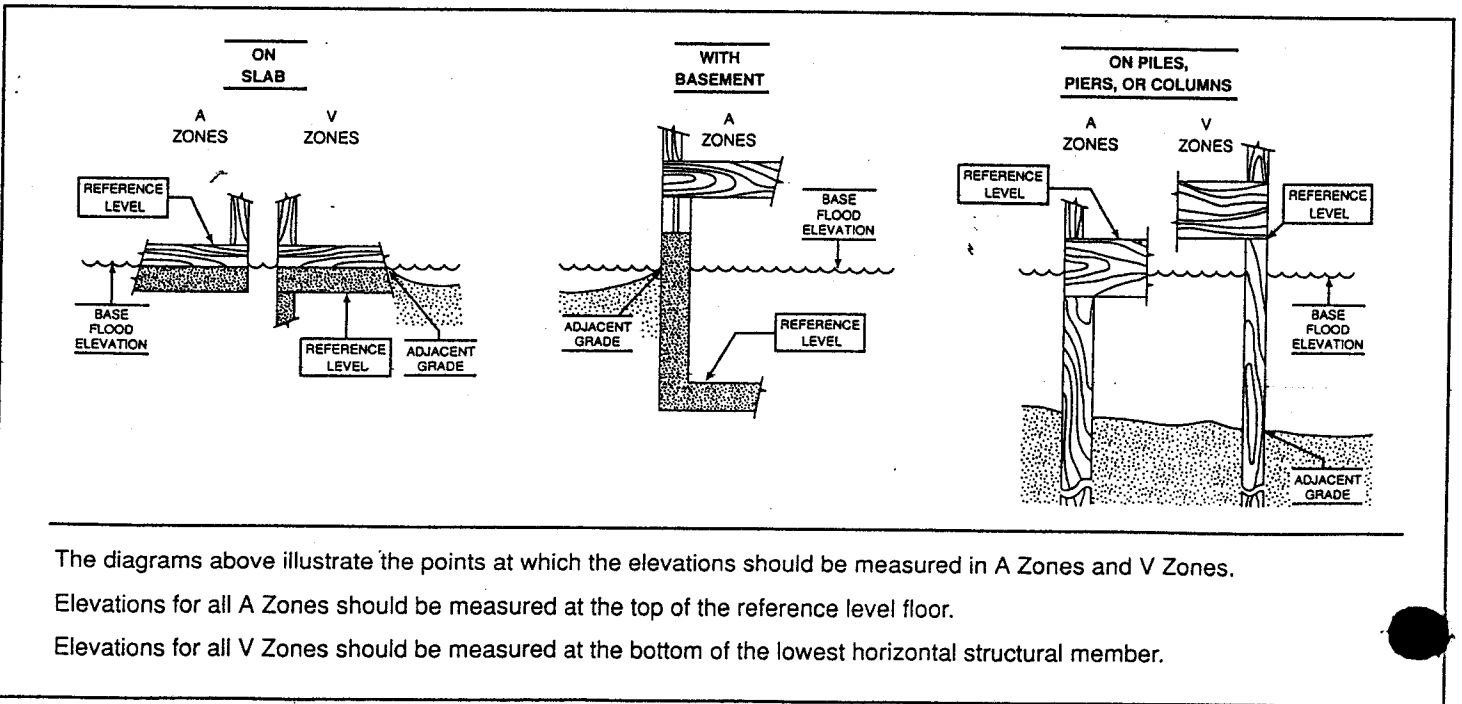 ON
SLAB
A
ZONES
V
ZONES
REFERENCE
LEVEL
BASE
FLOOD
ELEVATION
REFERENCE
LEVEL
ADJACENT
GRADE
WITH
BASEMENT
A
ZONES
BASE
FLOOD
ELEVATION
ADJACENT
GRADE
REFERENCE
LEVEL
ON PILES,
PIERS, OR COLUMNS
A
ZONES
V
ZONES
REFERENCE
LEVEL
REFERENCE
LEVEL
BASE
FLOOD
ELEVATION
ADJACENT
GRADE
The diagrams above illustrate the points at which the elevations should be measured in A Zones and V Zones.
Elevations for all A Zones should be measured at the top of the reference level floor.
Elevations for all V Zones should be measured at the bottom of the lowest horizontal structural member.